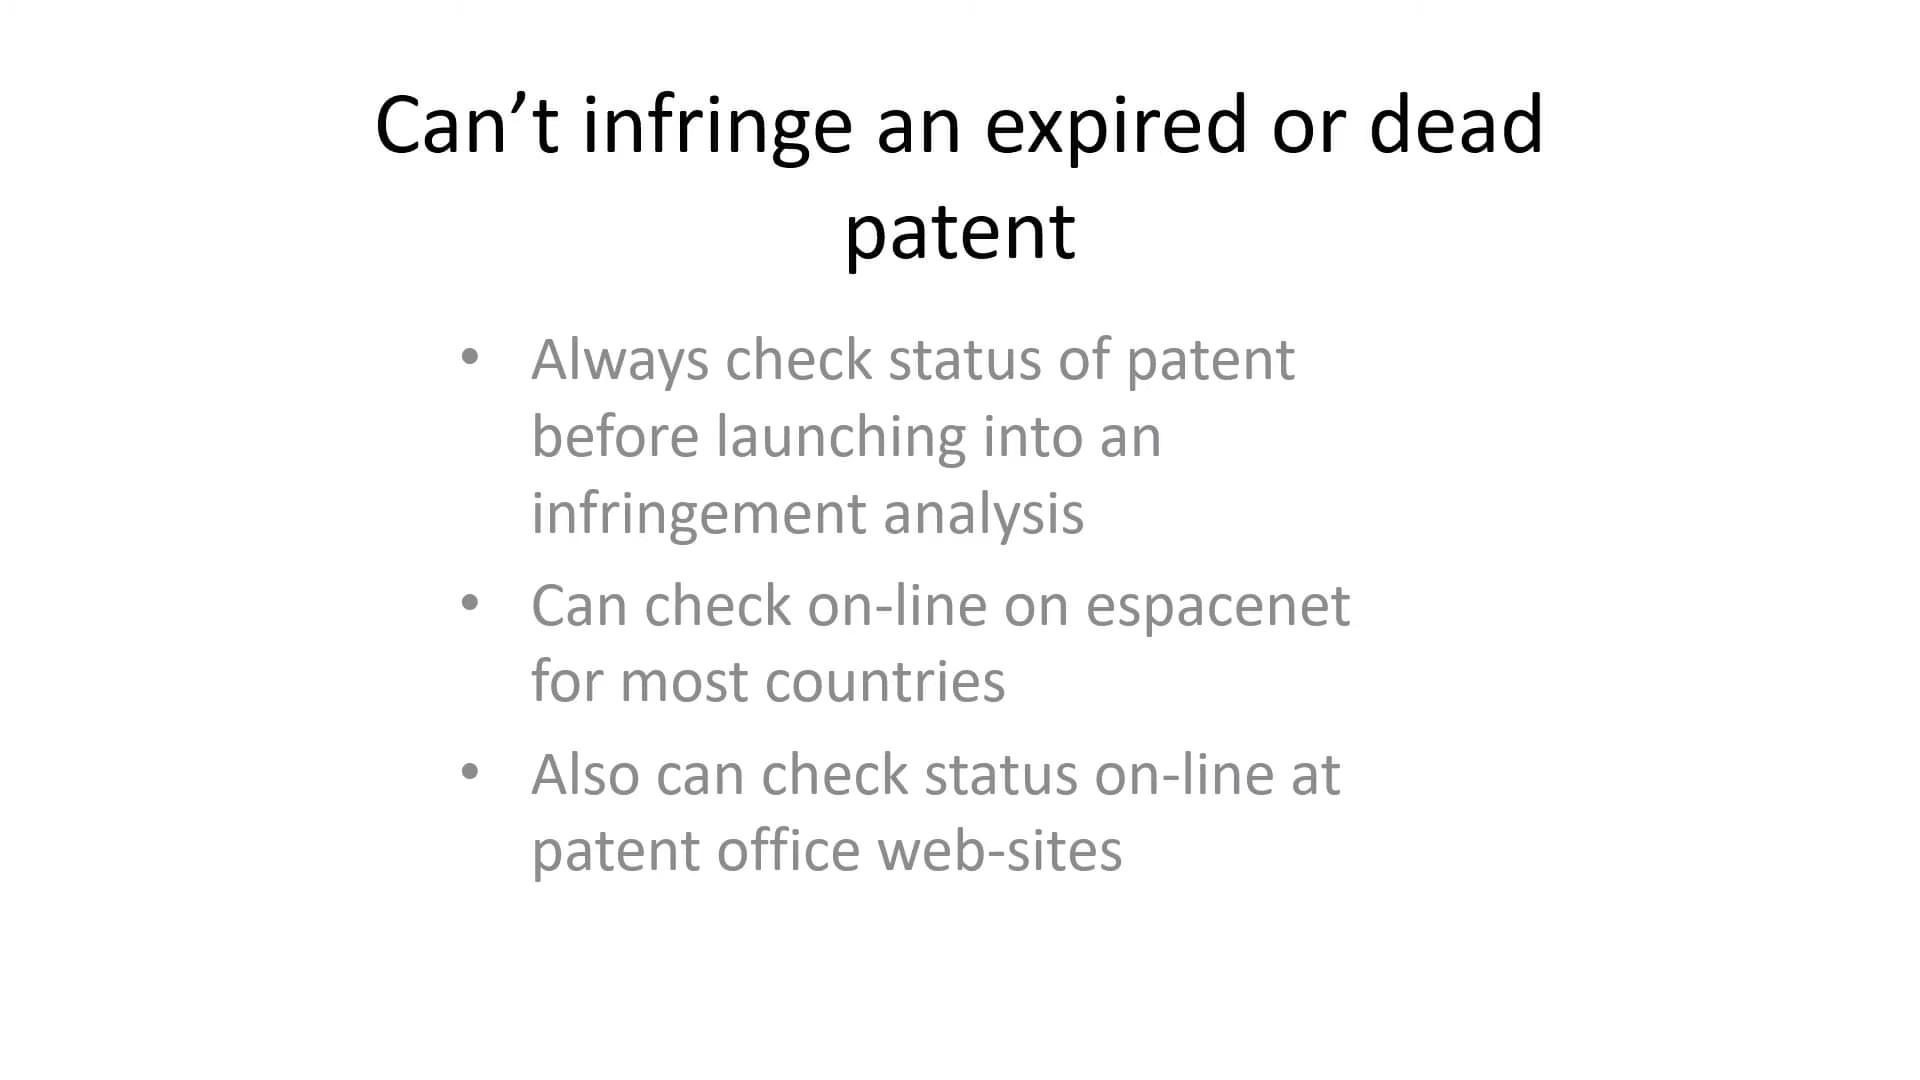 Can’t infringe an expired or dead
patent
• Always check status of patent
before launching into an
infringement analysis
• Can check on-line on espacenet
for most countries
• Also can check status on-line at
patent office web-sites